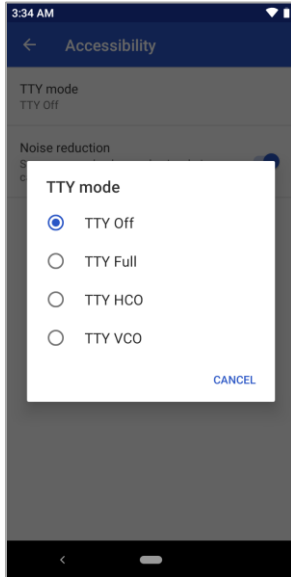 3:34 AM
Accessibility
TTY mode
TTY Off
Noise reduction
TTY mode
TTY Off
TTY Full
TTY HCO
TTY VCO
CANCEL